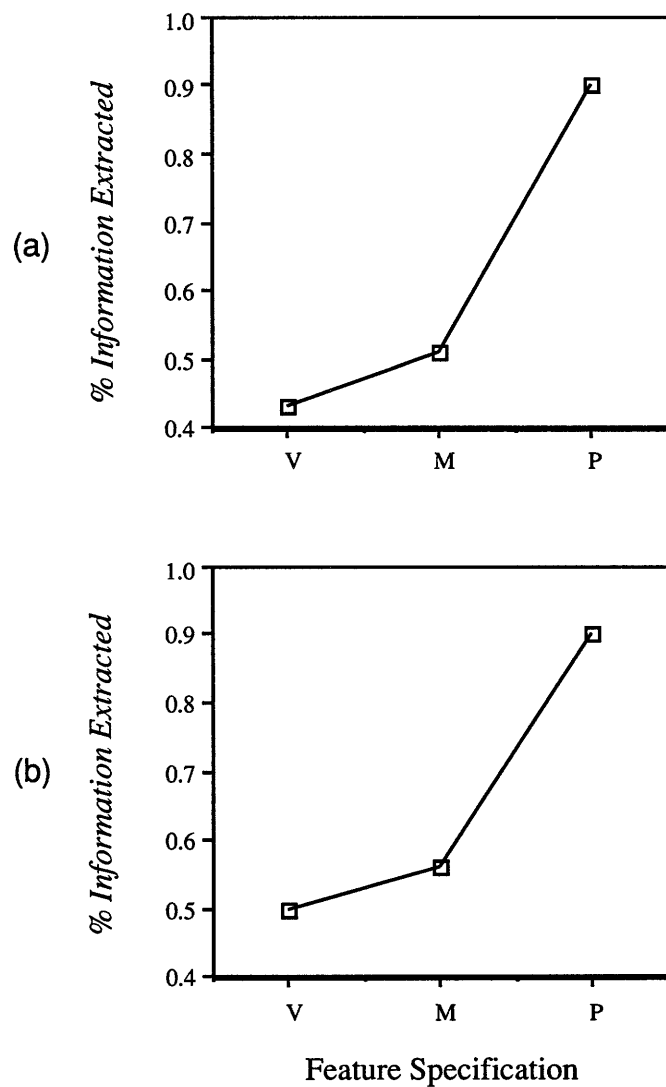 (a)
% Information Extracted
1.0
0.9
0.8
0.7
0.6
0.5
0.4
V M P
(b)
% Information Extracted
1.0
0.9
0.8
0.7
0.6
0.5
0.4
V M P
Feature Specification